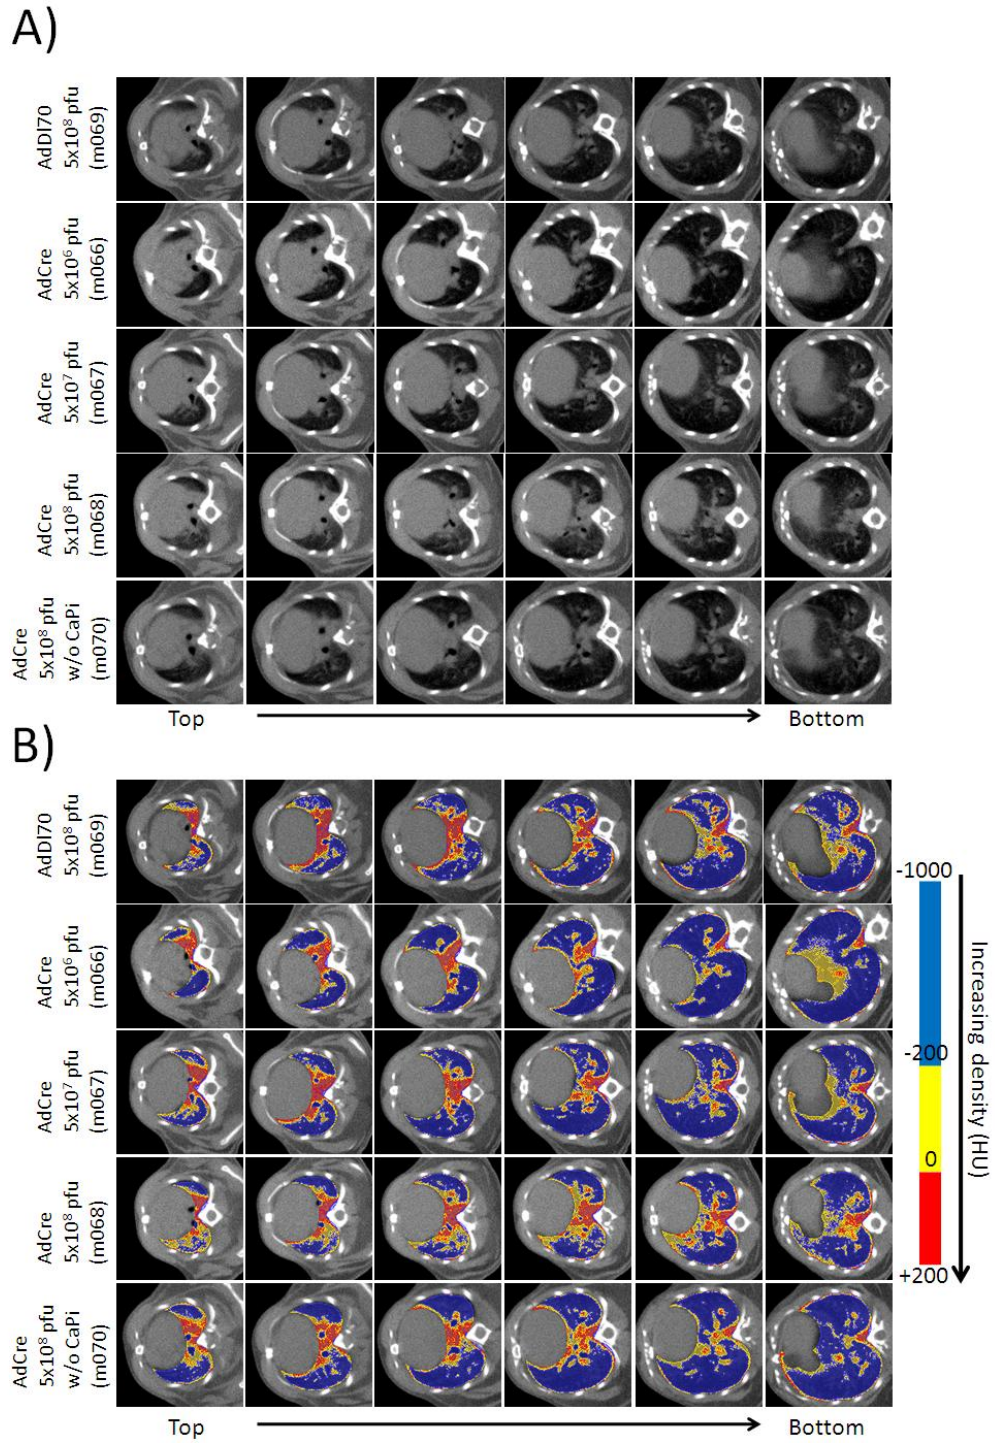 A)
AdDI70
5x10⁸ pfu
(m069)
AdCre
5x10⁶ pfu
(m066)
AdCre
5x10⁷ pfu
(m067)
AdCre
5x10⁸ pfu
(m068)
AdCre
5x10⁸ pfu
w/o CaPi
(m070)
Top
Bottom
B)
AdDI70
5x10⁸ pfu
(m069)
AdCre
5x10⁶ pfu
(m066)
AdCre
5x10⁷ pfu
(m067)
AdCre
5x10⁸ pfu
(m068)
AdCre
5x10⁸ pfu
w/o CaPi
(m070)
-1000
-200
0
+200
Increasing density (HU)
Top
Bottom